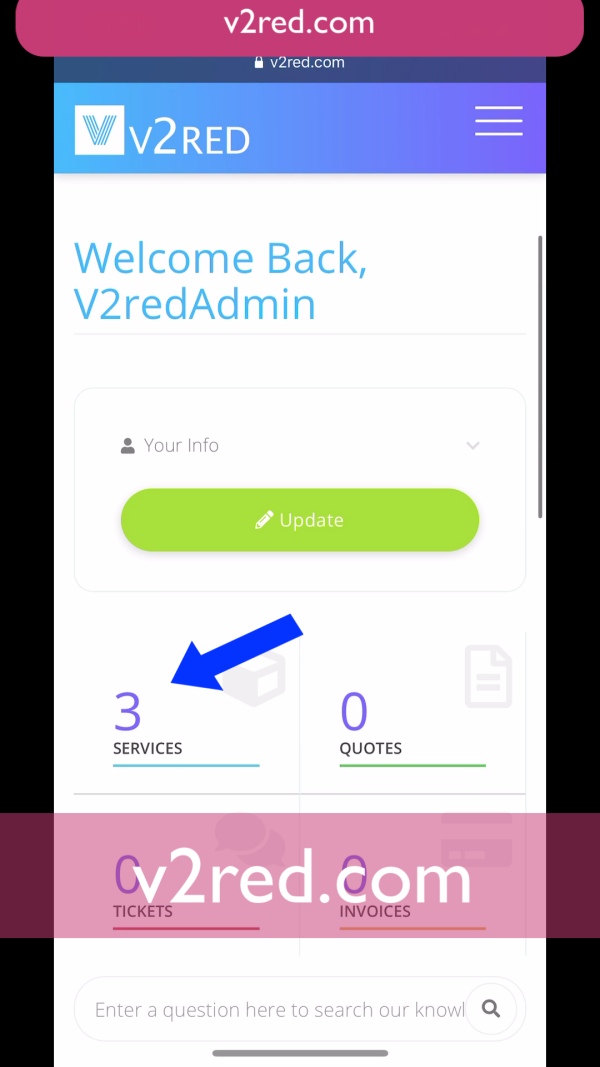 v2red.com
v2red.com
V2RED
Welcome Back,
V2redAdmin
Your Info
Update
3
SERVICES
0
QUOTES
0
TICKETS
0
INVOICES
v2red.com
Enter a question here to search our knowl